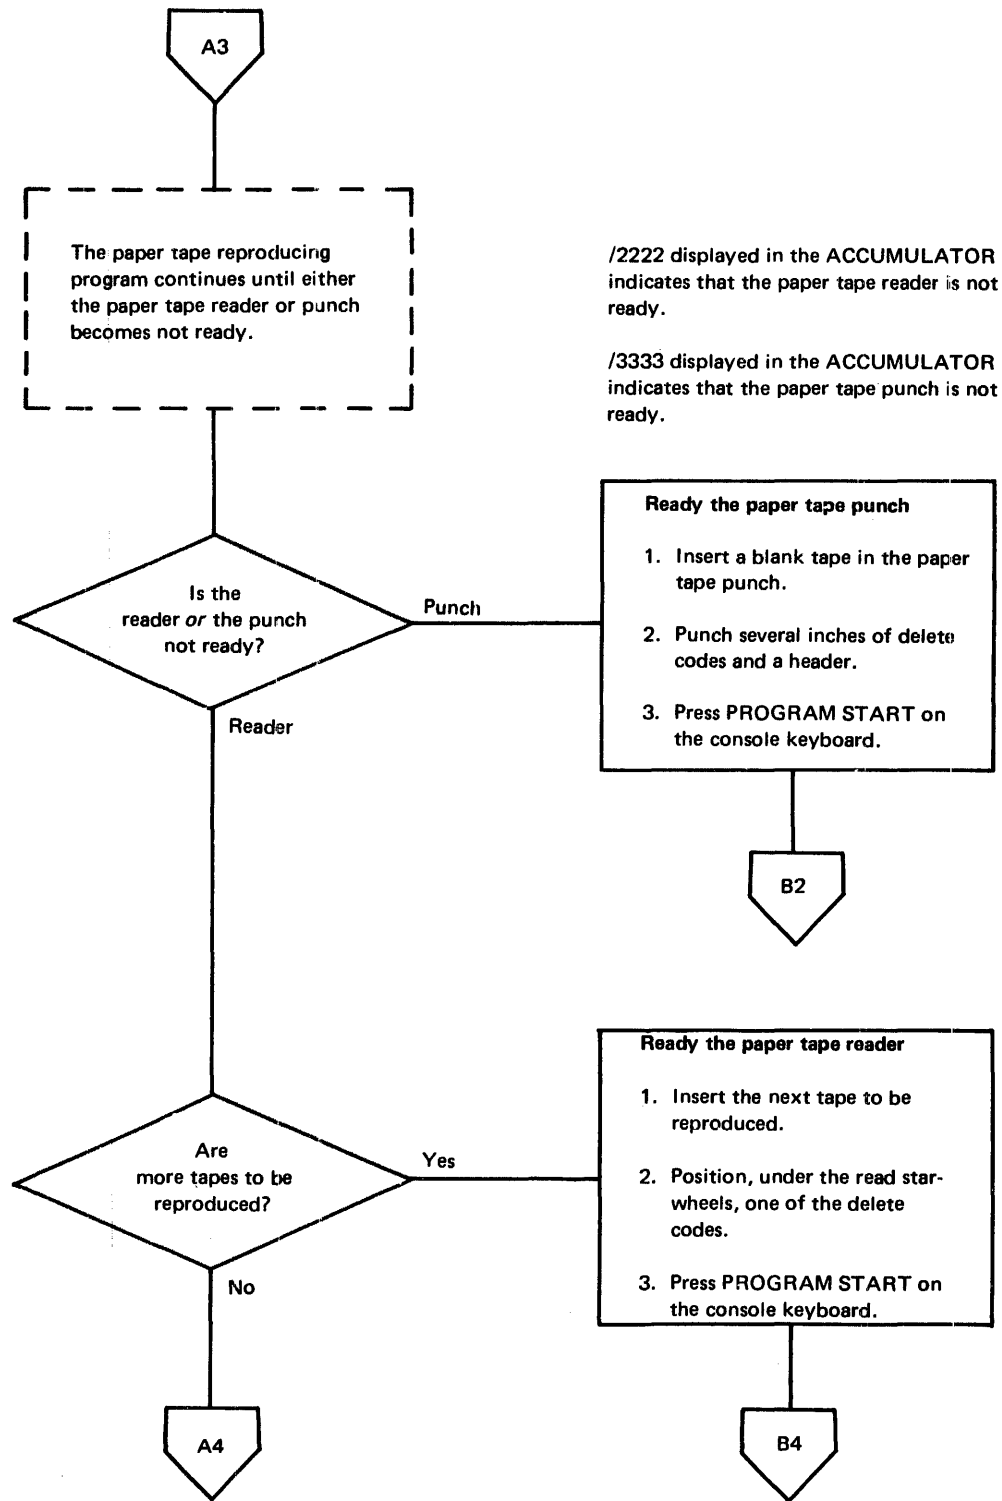 A3
The paper tape reproducing
program continues until either
the paper tape reader or punch
becomes not ready.
/2222 displayed in the ACCUMULATOR
indicates that the paper tape reader is not
ready.
/3333 displayed in the ACCUMULATOR
indicates that the paper tape punch is not
ready.
Is the
reader or the punch
not ready?
Punch
Reader
Ready the paper tape punch
1. Insert a blank tape in the paper
tape punch.
2. Punch several inches of delete
codes and a header.
3. Press PROGRAM START on
the console keyboard.
B2
Are
more tapes to be
reproduced?
Yes
No
Ready the paper tape reader
1. Insert the next tape to be
reproduced.
2. Position, under the read star-
wheels, one of the delete
codes.
3. Press PROGRAM START on
the console keyboard.
A4
B4